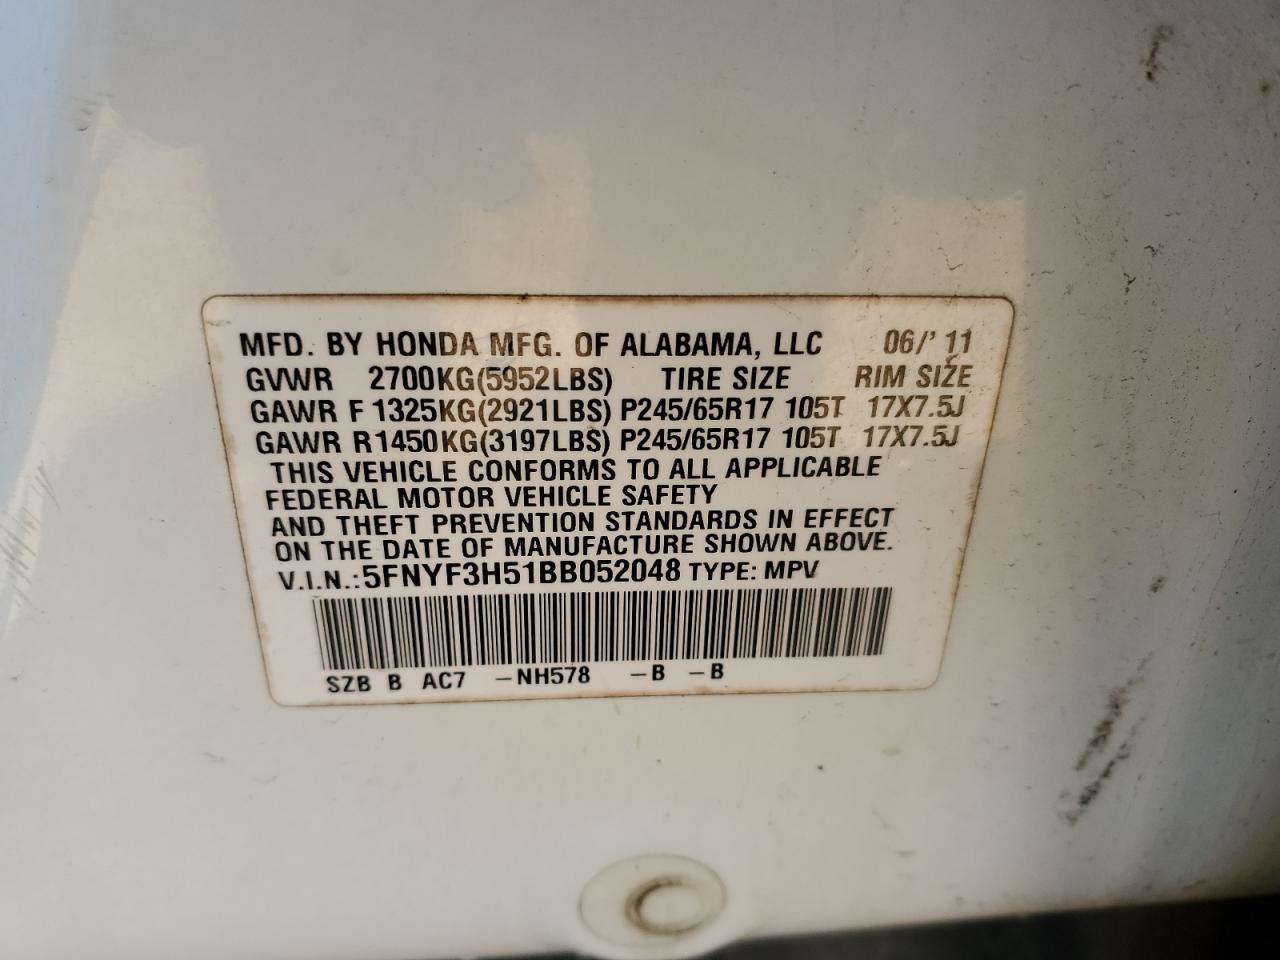 MFD. BY HONDA MFG. OF ALABAMA, LLC 06/'11
GVWR 2700KG(5952LBS) TIRE SIZE RIM SIZE
GAWR F 1325KG(2921LBS) P245/65R17 105T 17X7.5J
GAWR R 1450KG(3197LBS) P245/65R17 105T 17X7.5J
THIS VEHICLE CONFORMS TO ALL APPLICABLE
FEDERAL MOTOR VEHICLE SAFETY
AND THEFT PREVENTION STANDARDS IN EFFECT
ON THE DATE OF MANUFACTURE SHOWN ABOVE.
V.I.N.:5FNYF3H51BB052048 TYPE: MPV
SZB B AC7 -NH578 -B -B